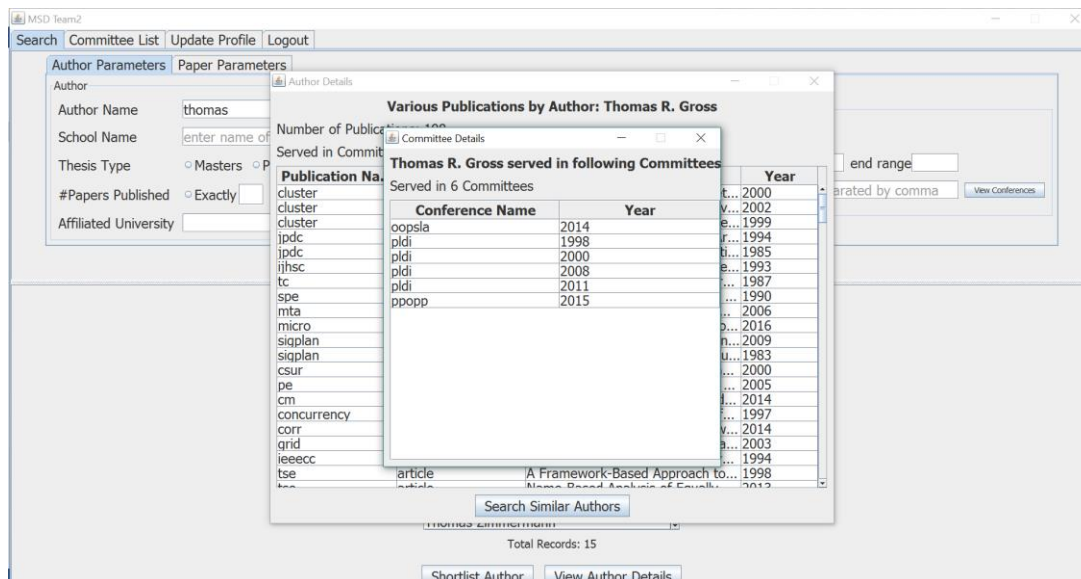 MSD Team2
Search Committee List Update Profile Logout
Author Parameters Paper Parameters
Author
Author Name thomas
School Name enter name of
Thesis Type Masters P
#Papers Published Exactly
Affiliated University
end range
arated by comma View Conferences
Author Details
Various Publications by Author: Thomas R. Gross
Number of Publica
Served in Commit
Publication Na... Year
cluster t... 2000
cluster v... 2002
cluster e... 1999
jpdc r... 1994
jpdc ti... 1985
ijhsc e... 1993
tc ... 1987
spe ... 1990
mta ... 2006
micro o... 2016
sigplan n... 2009
sigplan u... 1983
csur ... 2000
pe ... 2005
cm d... 2014
concurrency f... 1997
corr w... 2014
grid a... 2003
ieeecc ... 1994
tse article A Framework-Based Approach to... 1998
Committee Details
Thomas R. Gross served in following Committees
Served in 6 Committees
Conference Name Year
oopsla 2014
pldi 1998
pldi 2000
pldi 2008
pldi 2011
ppopp 2015
Search Similar Authors
Thomas Zimmermann
Total Records: 15
Shortlist Author View Author Details